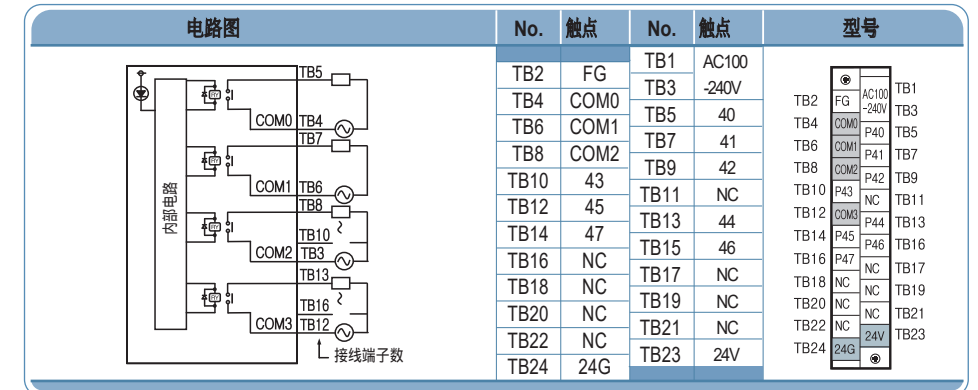 电路图 No. 触点 No. 触点 型号
TB5
RY
COM0 TB4
TB7
RY
COM1 TB6
TB8
RY
TB10
COM2 TB3
TB13
RY
TB16
COM3 TB12
内部电路
接线端子数
TB1 AC100
TB2 FG
TB3 -240V
TB4 COM0
TB5 40
TB6 COM1
TB7 41
TB8 COM2
TB9 42
TB10 43
TB11 NC
TB12 45
TB13 44
TB14 47
TB15 46
TB16 NC
TB17 NC
TB18 NC
TB19 NC
TB20 NC
TB21 NC
TB22 NC
TB23 24V
TB24 24G
AC100 -240V TB1
TB2 FG
TB3
TB4 COM0
P40 TB5
TB6 COM1
P41 TB7
TB8 COM2
P42 TB9
TB10 P43
NC TB11
TB12 COM3
P44 TB13
TB14 P45
P46 TB16
TB16 P47
NC TB17
TB18 NC
NC TB19
TB20 NC
NC TB21
TB22 NC
24V TB23
TB24 24G